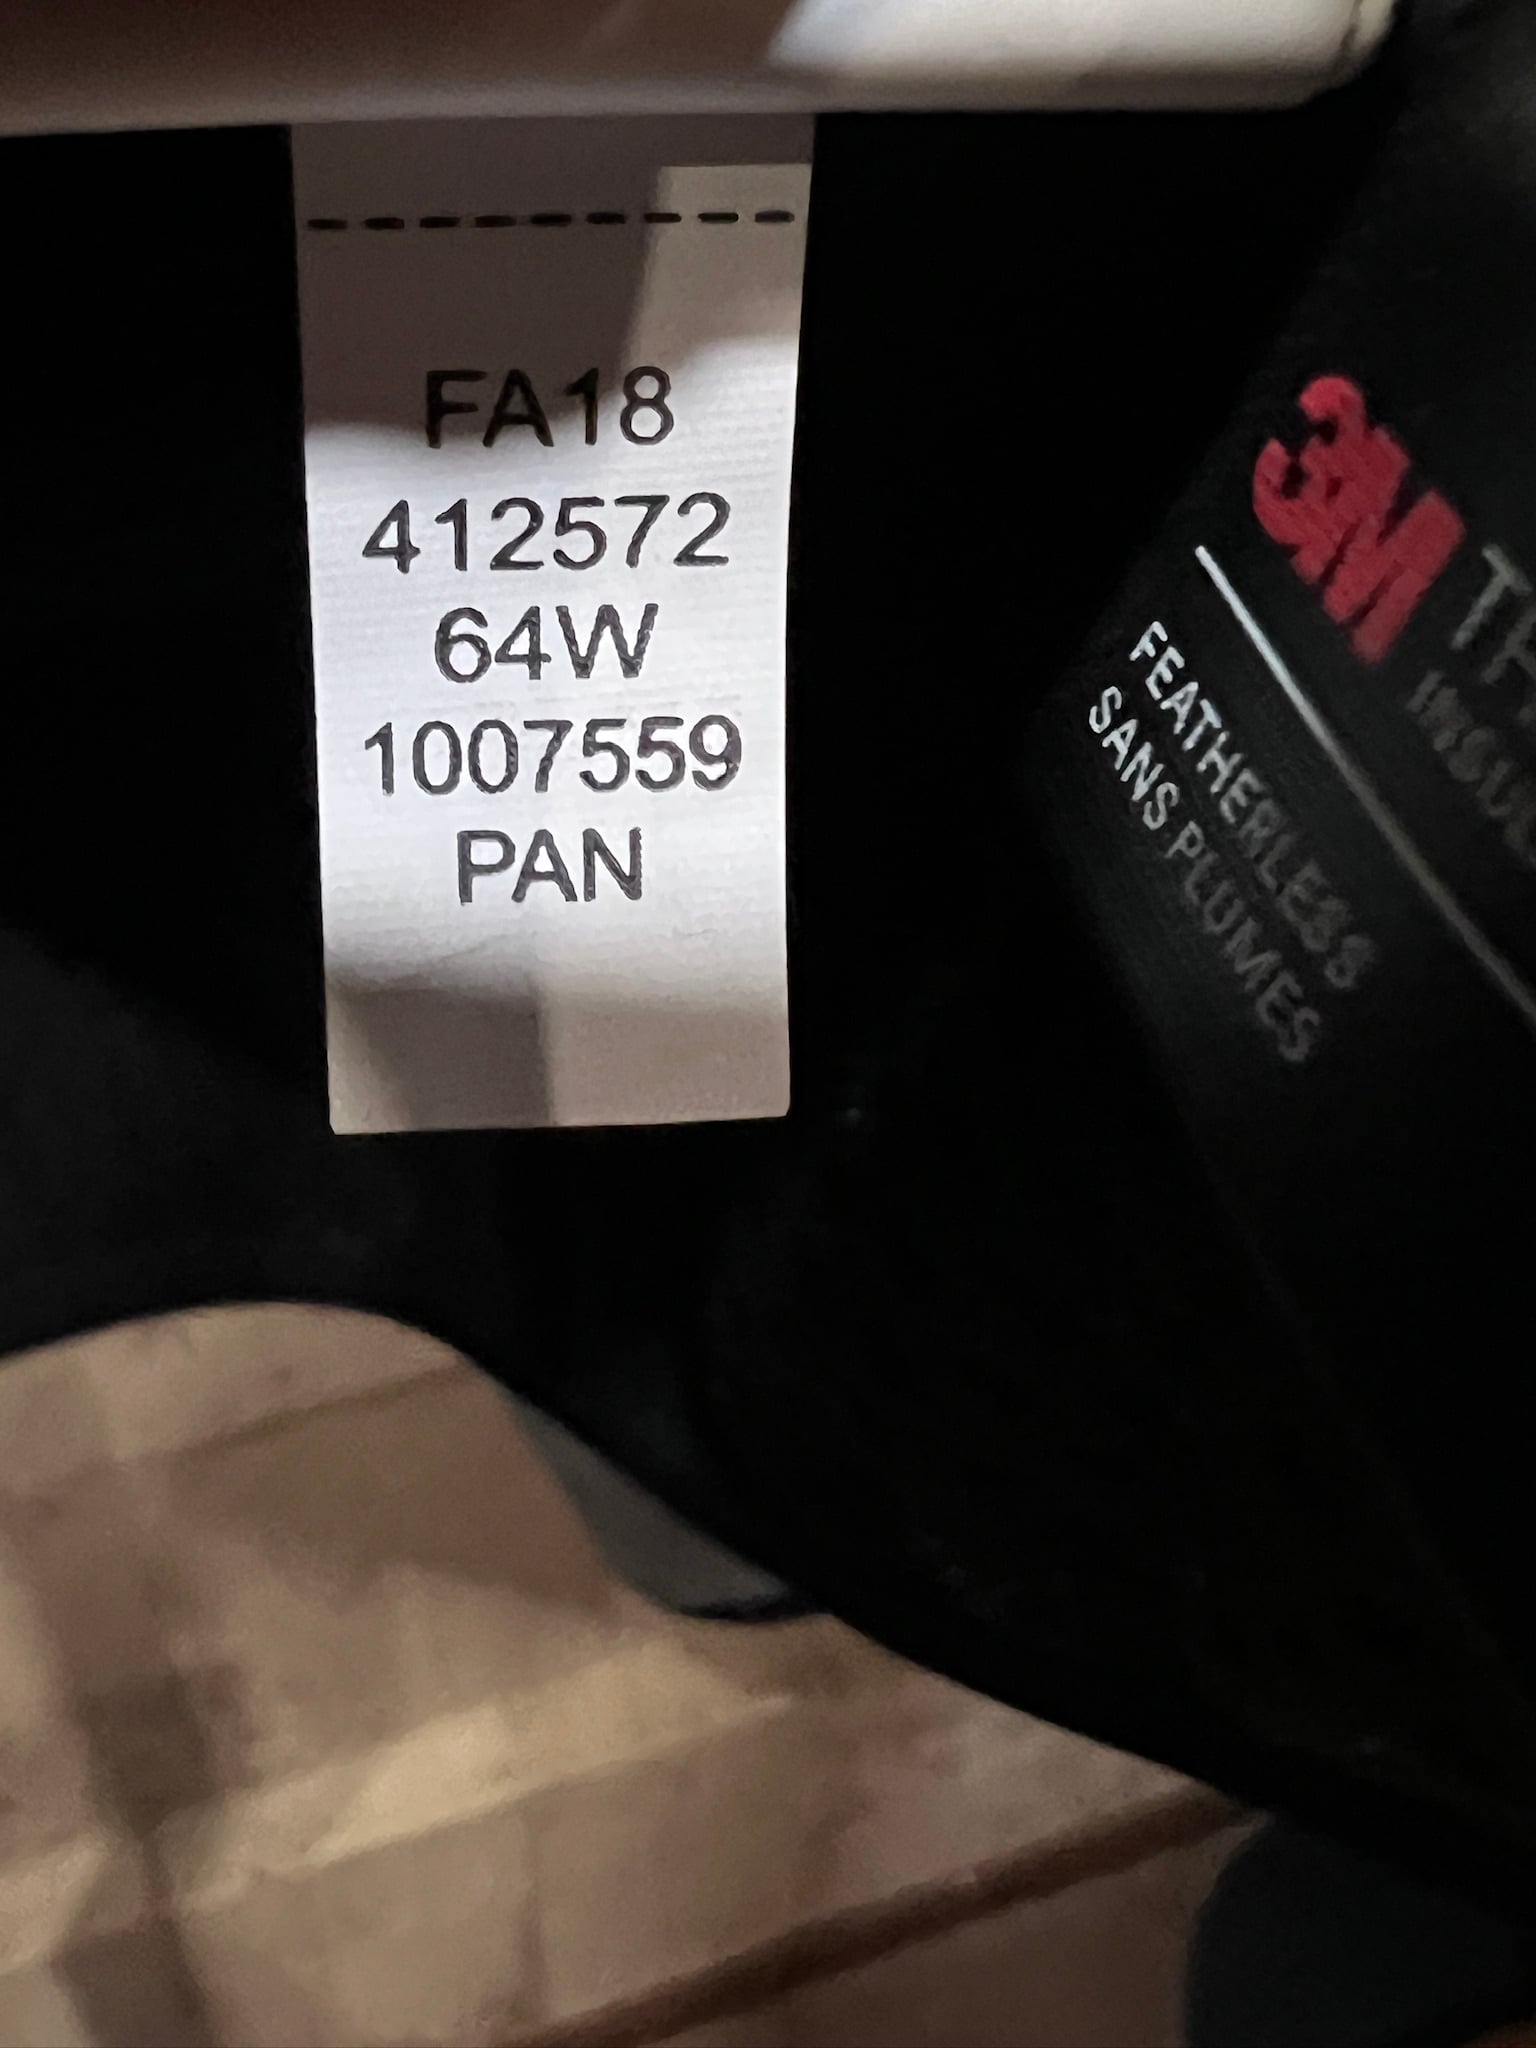 FA18
412572
64W
1007559
PAN
3M
FEATHERLESS
SANS PLUMES